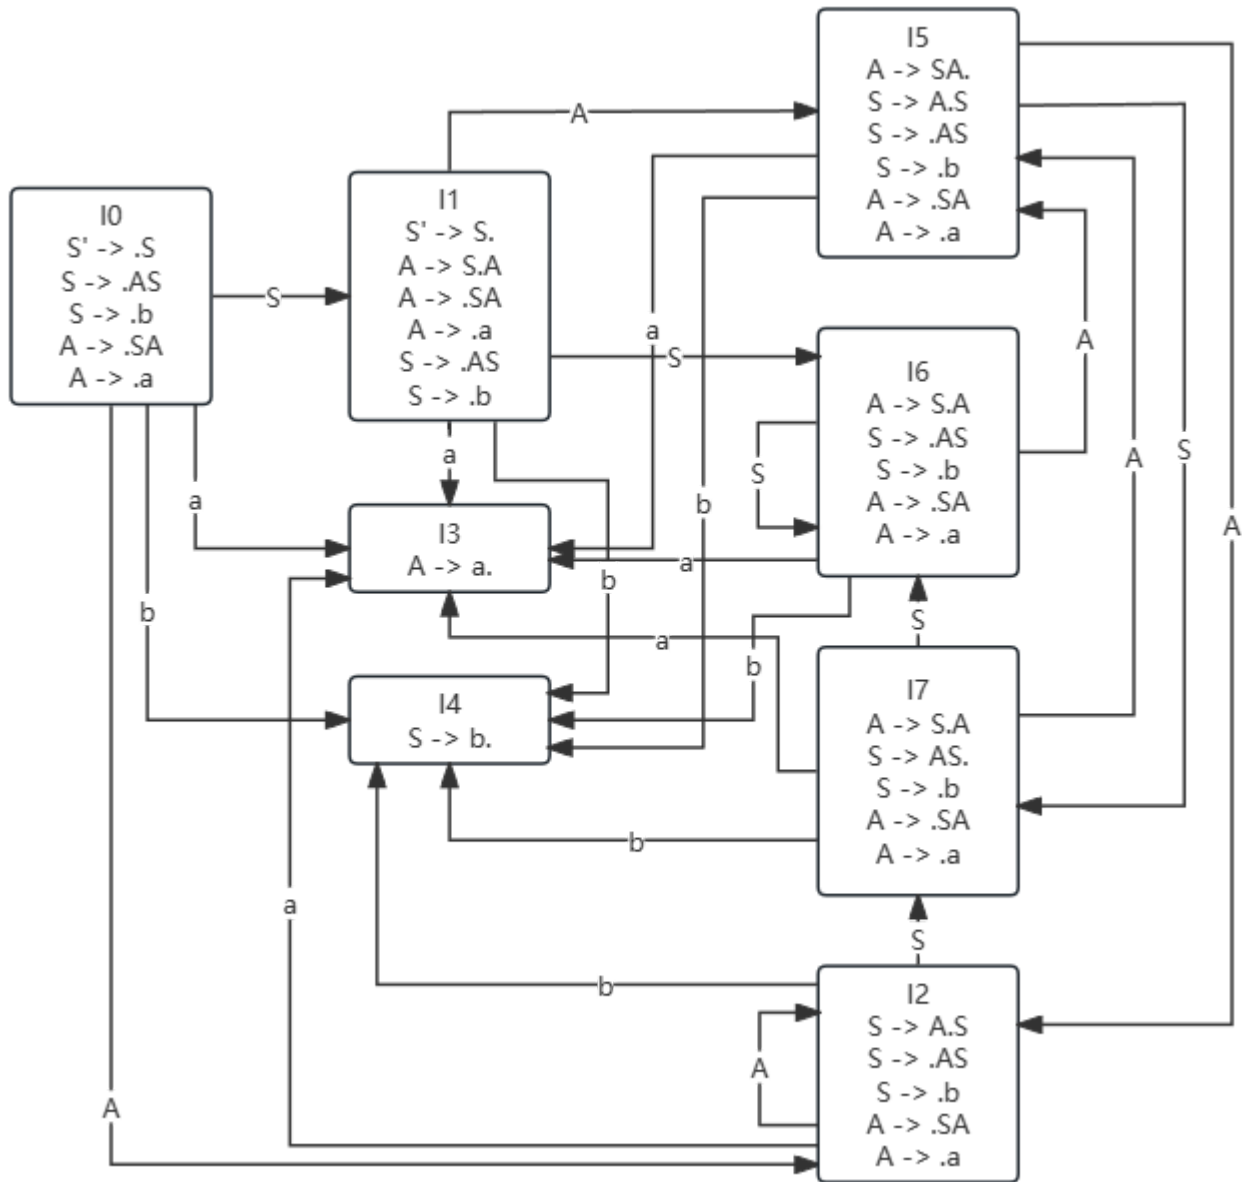 I0
S' -> .S
S -> .AS
S -> .b
A -> .SA
A -> .a
S
I1
S' -> S.
A -> S.A
A -> .SA
A -> .a
S -> .AS
S -> .b
A
I5
A -> SA.
S -> A.S
S -> .AS
S -> .b
A -> .SA
A -> .a
a
S
I6
A -> S.A
S -> .AS
S -> .b
A -> .SA
A -> .a
A
A
S
A
a
a
S
b
I3
A -> a.
a
b
b
a
b
S
I4
S -> b.
I7
A -> S.A
S -> AS.
S -> .b
A -> .SA
A -> .a
b
a
S
b
I2
S -> A.S
S -> .AS
S -> .b
A -> .SA
A -> .a
A
A